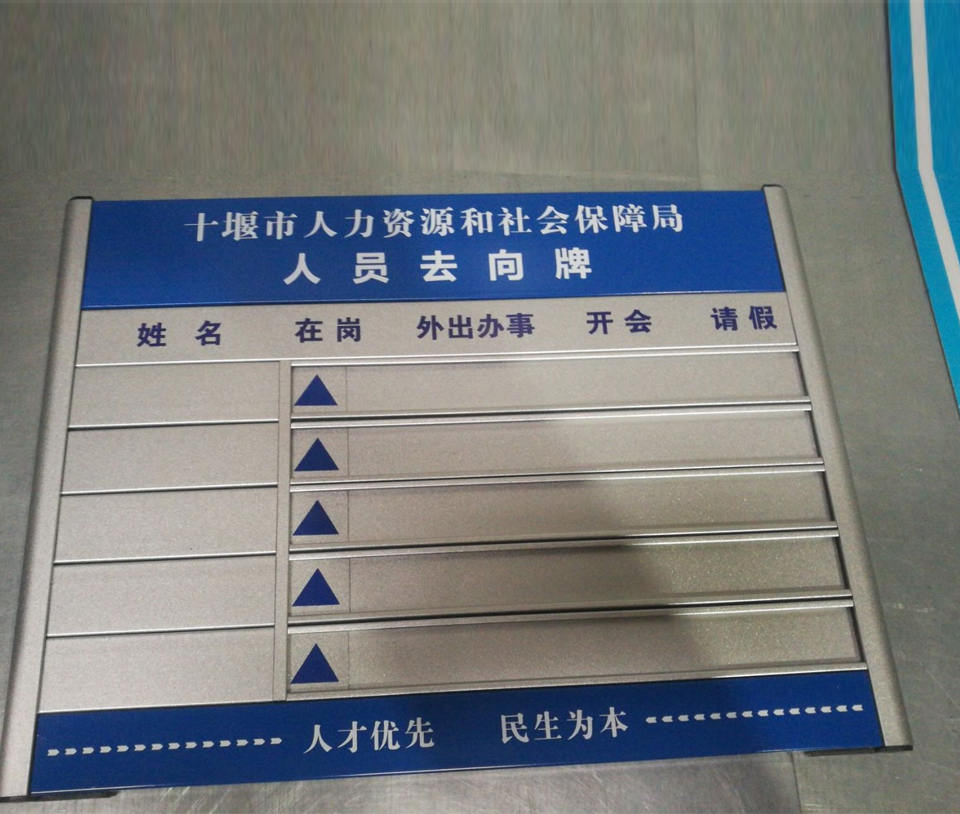 十堰市人力资源和社会保障局
人员去向牌
姓名 在岗 外出办事 开会 请假
人才优先 民生为本